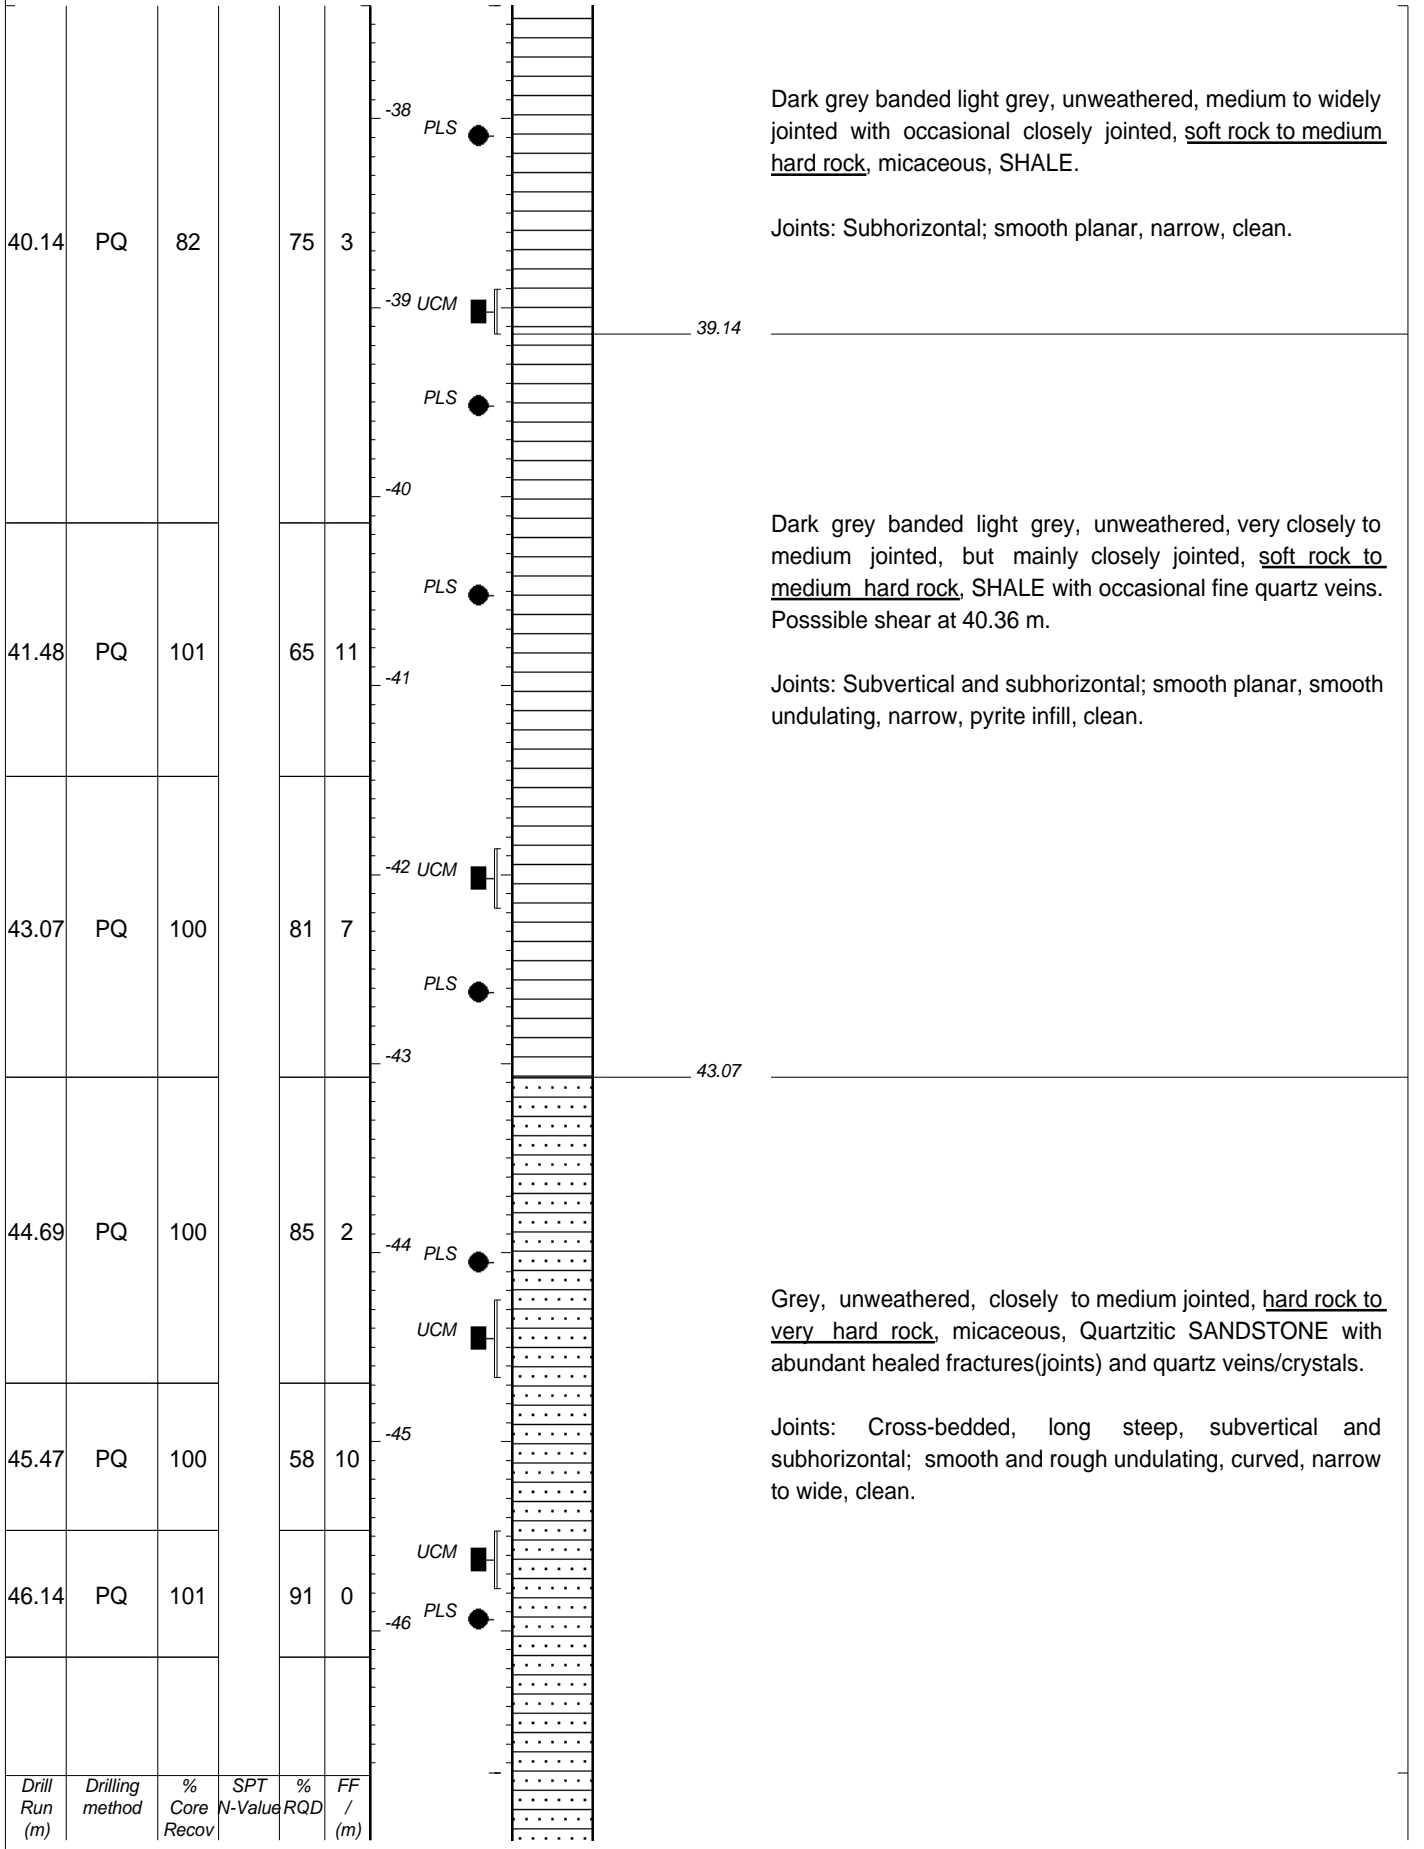 -38
PLS
Dark grey banded light grey, unweathered, medium to widely
jointed with occasional closely jointed, soft rock to medium
hard rock, micaceous, SHALE.
Joints: Subhorizontal; smooth planar, narrow, clean.
40.14 PQ 82 75 3
-39 UCM
39.14
PLS
-40
Dark grey banded light grey, unweathered, very closely to
medium jointed, but mainly closely jointed, soft rock to
medium hard rock, SHALE with occasional fine quartz veins.
Posssible shear at 40.36 m.
PLS
41.48 PQ 101 65 11
-41
Joints: Subvertical and subhorizontal; smooth planar, smooth
undulating, narrow, pyrite infill, clean.
-42 UCM
43.07 PQ 100 81 7
PLS
-43
43.07
44.69 PQ 100 85 2
-44 PLS
Grey, unweathered, closely to medium jointed, hard rock to
very hard rock, micaceous, Quartzitic SANDSTONE with
abundant healed fractures(joints) and quartz veins/crystals.
UCM
-45
Joints: Cross-bedded, long steep, subvertical and
subhorizontal; smooth and rough undulating, curved, narrow
to wide, clean.
45.47 PQ 100 58 10
UCM
46.14 PQ 101 91 0
-46 PLS
Drill Drilling % SPT % FF
Run method Core N-Value RQD /
(m) Recov (m)